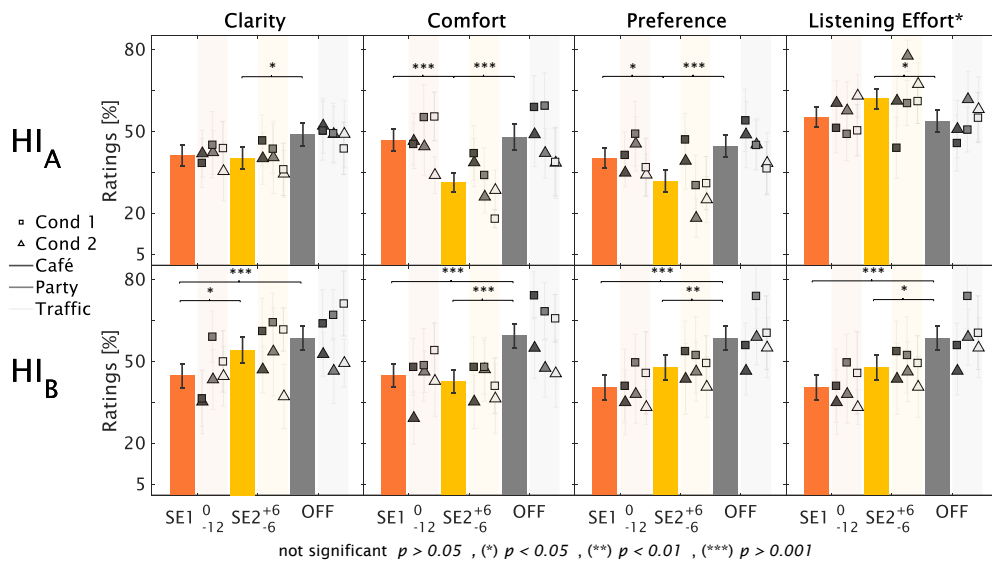 Clarity Comfort Preference Listening Effort*
HI_A
Ratings [%]
80
50
20
5
* *** *** * *** *
Cond 1
Cond 2
Café
Party
Traffic
HI_B
Ratings [%]
80
50
20
5
*** *** *** ***
* *** ** *
SE1 0 -12 SE2 +6 -6 OFF SE1 0 -12 SE2 +6 -6 OFF SE1 0 -12 SE2 +6 -6 OFF SE1 0 -12 SE2 +6 -6 OFF
not significant p > 0.05 , (*) p < 0.05 , (**) p < 0.01 , (***) p > 0.001